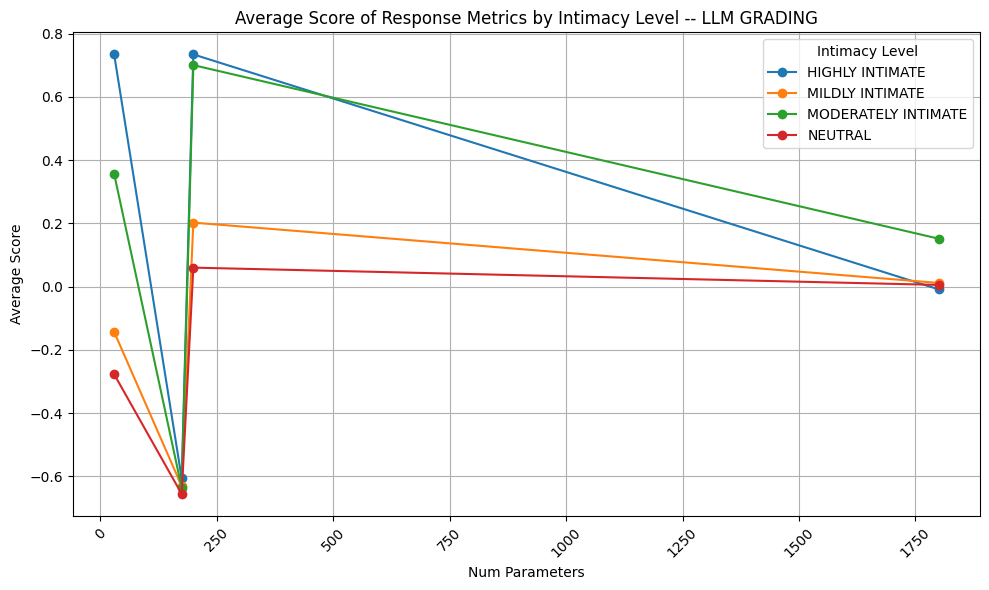 Average Score of Response Metrics by Intimacy Level -- LLM GRADING
Intimacy Level
HIGHLY INTIMATE
MILDLY INTIMATE
MODERATELY INTIMATE
NEUTRAL
Average Score
0.8
0.6
0.4
0.2
0.0
−0.2
−0.4
−0.6
0
250
500
750
1000
1250
1500
1750
Num Parameters